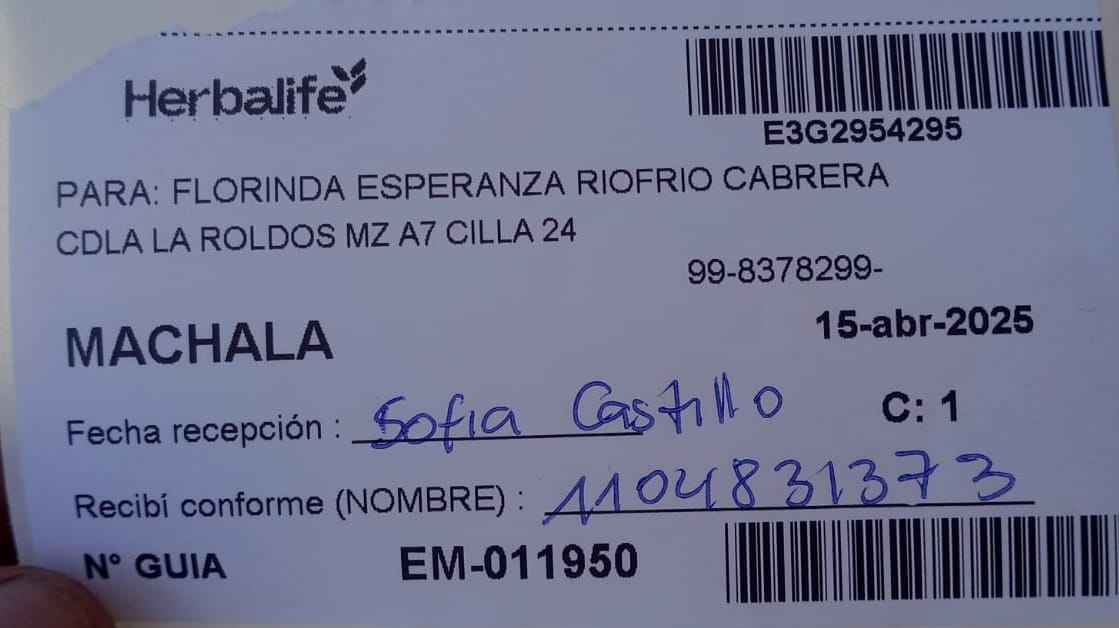 Herbalife
E3G2954295
PARA: FLORINDA ESPERANZA RIOFRIO CABRERA
CDLA LA ROLDOS MZ A7 CILLA 24
99-8378299-
MACHALA
15-abr-2025
Fecha recepción : Sofia Castillo
C: 1
Recibí conforme (NOMBRE) : 1104831373
Nº GUIA EM-011950